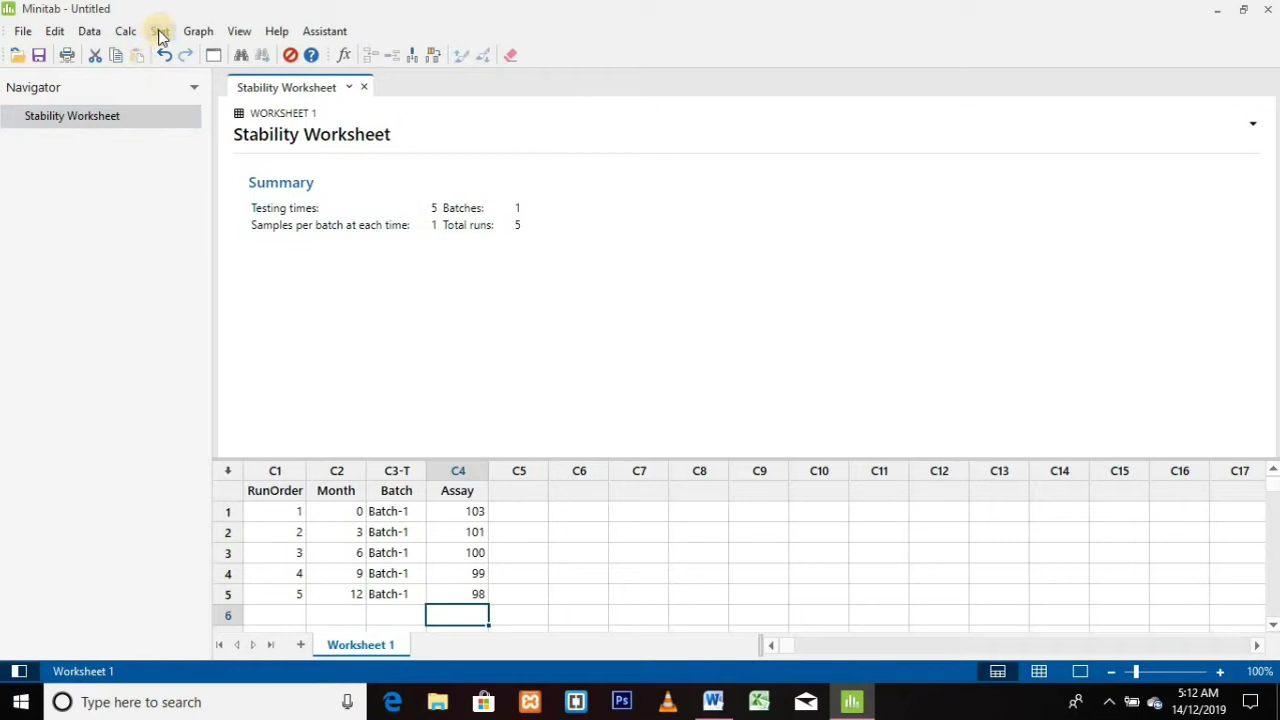 Minitab - Untitled
File Edit Data Calc Stat Graph View Help Assistant
fx
Navigator
Stability Worksheet
Stability Worksheet
WORKSHEET 1
Stability Worksheet
Summary
Testing times: 5 Batches: 1
Samples per batch at each time: 1 Total runs: 5
C1 C2 C3-T C4 C5 C6 C7 C8 C9 C10 C11 C12 C13 C14 C15 C16 C17
RunOrder Month Batch Assay
1 1 0 Batch-1 103
2 2 3 Batch-1 101
3 3 6 Batch-1 100
4 4 9 Batch-1 99
5 5 12 Batch-1 98
6
Worksheet 1
Worksheet 1 100%
Type here to search
Ps
5:12 AM
14/12/2019